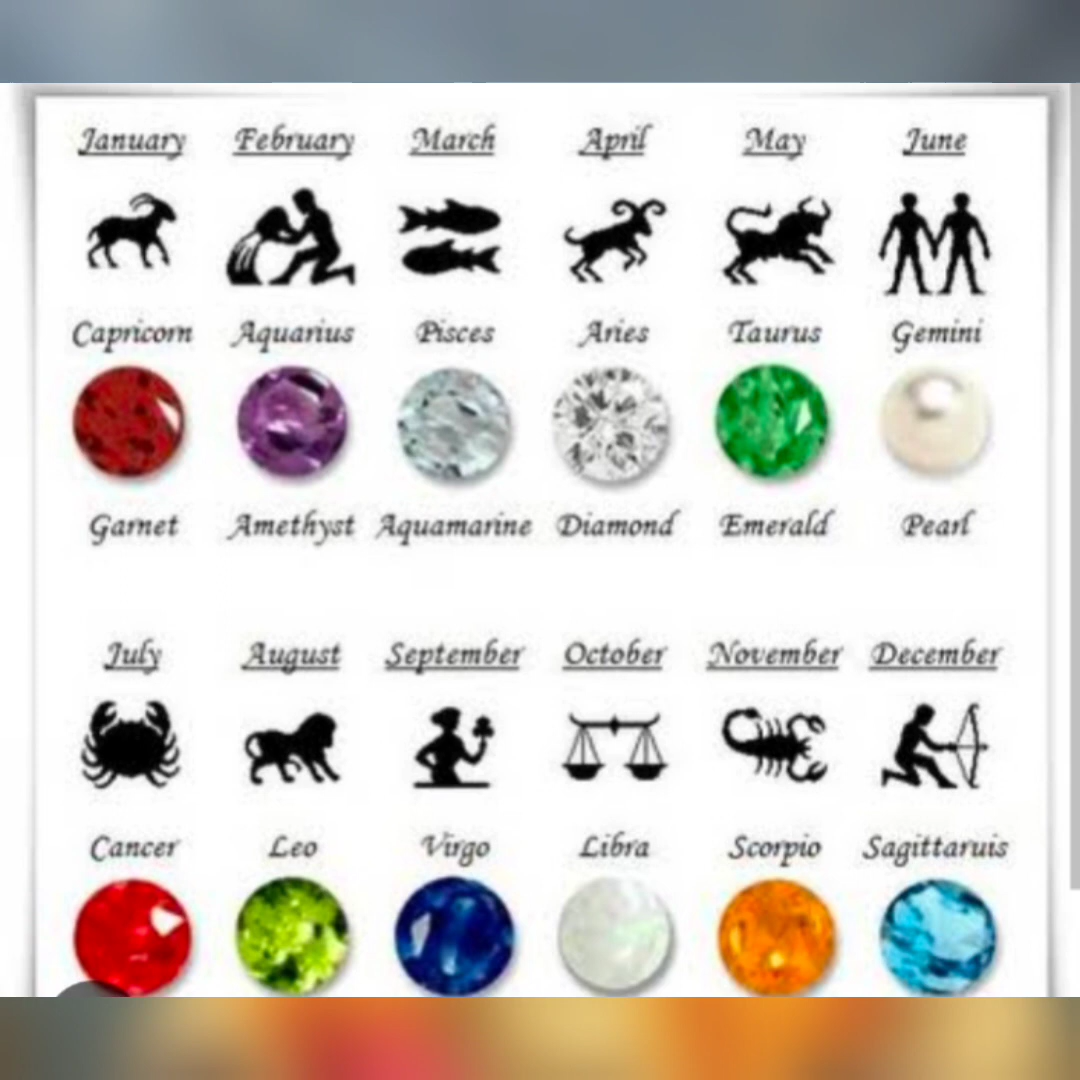 January February March April May June
Capricorn Aquarius Pisces Aries Taurus Gemini
Garnet Amethyst Aquamarine Diamond Emerald Pearl
July August September October November December
Cancer Leo Virgo Libra Scorpio Sagittaruis